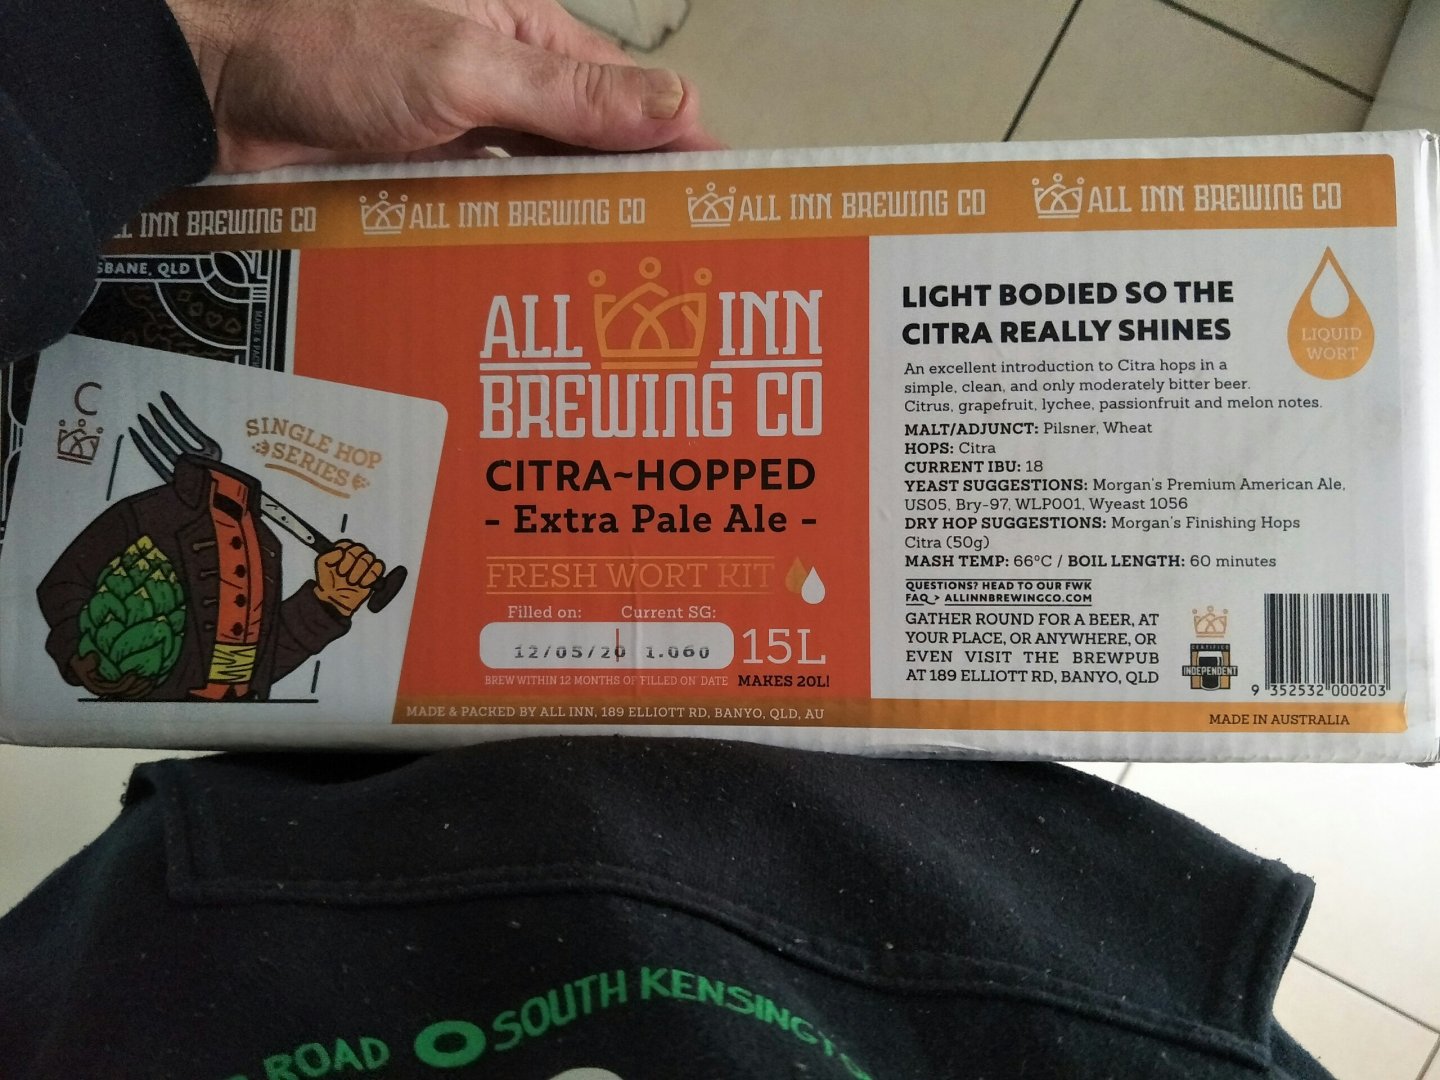 INN BREWING CO ALL INN BREWING CO ALL INN BREWING CO ALL INN BREWING CO
BANE, QLD
MADE & PAC
C
SINGLE HOP
SERIES
ALL INN
BREWING CO
CITRA~HOPPED
- Extra Pale Ale -
FRESH WORT KIT
Filled on: Current SG:
12/05/20 1.060
15L
BREW WITHIN 12 MONTHS OF FILLED ON DATE
MAKES 20L!
MADE & PACKED BY ALL INN, 189 ELLIOTT RD, BANYO, QLD, AU
LIGHT BODIED SO THE
CITRA REALLY SHINES
LIQUID
WORT
An excellent introduction to Citra hops in a
simple, clean, and only moderately bitter beer.
Citrus, grapefruit, lychee, passionfruit and melon notes.
MALT/ADJUNCT: Pilsner, Wheat
HOPS: Citra
CURRENT IBU: 18
YEAST SUGGESTIONS: Morgan's Premium American Ale,
US05, Bry-97, WLP001, Wyeast 1056
DRY HOP SUGGESTIONS: Morgan's Finishing Hops
Citra (50g)
MASH TEMP: 66°C / BOIL LENGTH: 60 minutes
QUESTIONS? HEAD TO OUR FWK
FAQ > ALLINNBREWINGCO.COM
GATHER ROUND FOR A BEER, AT
YOUR PLACE, OR ANYWHERE, OR
EVEN VISIT THE BREWPUB
AT 189 ELLIOTT RD, BANYO, QLD
CERTIFIED
INDEPENDENT
9 352532 000203
MADE IN AUSTRALIA
ROAD SOUTH KENSINGT